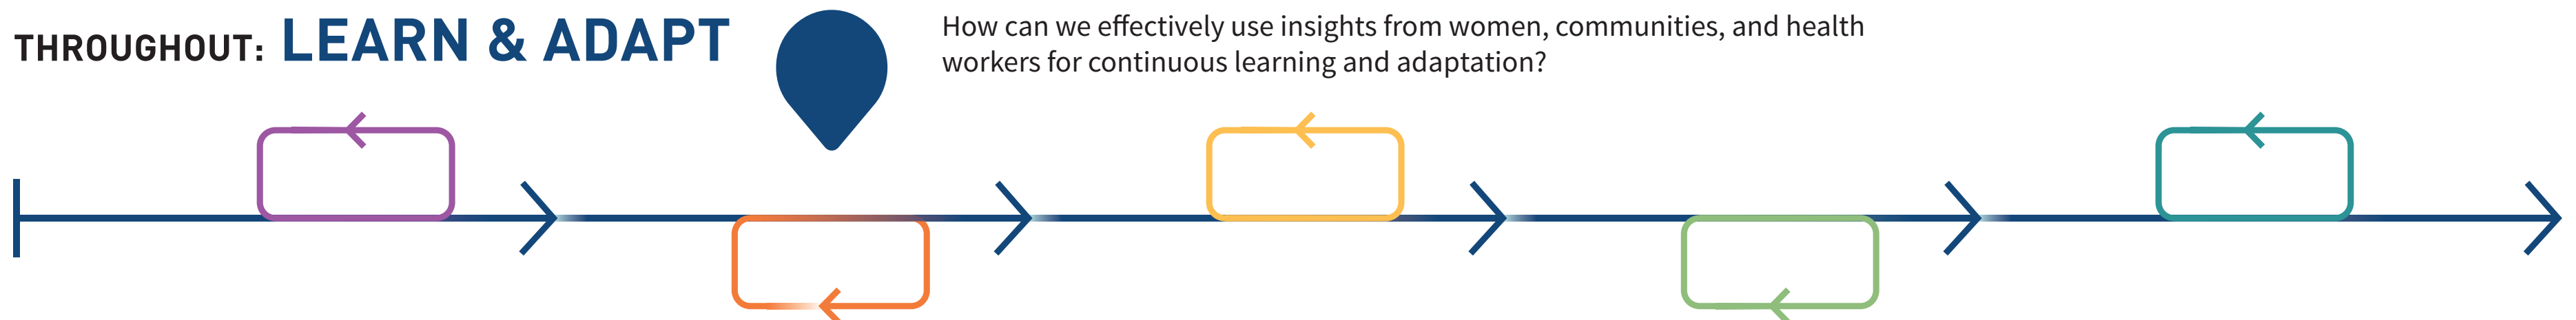 THROUGHOUT: LEARN & ADAPT
How can we effectively use insights from women, communities, and health
workers for continuous learning and adaptation?